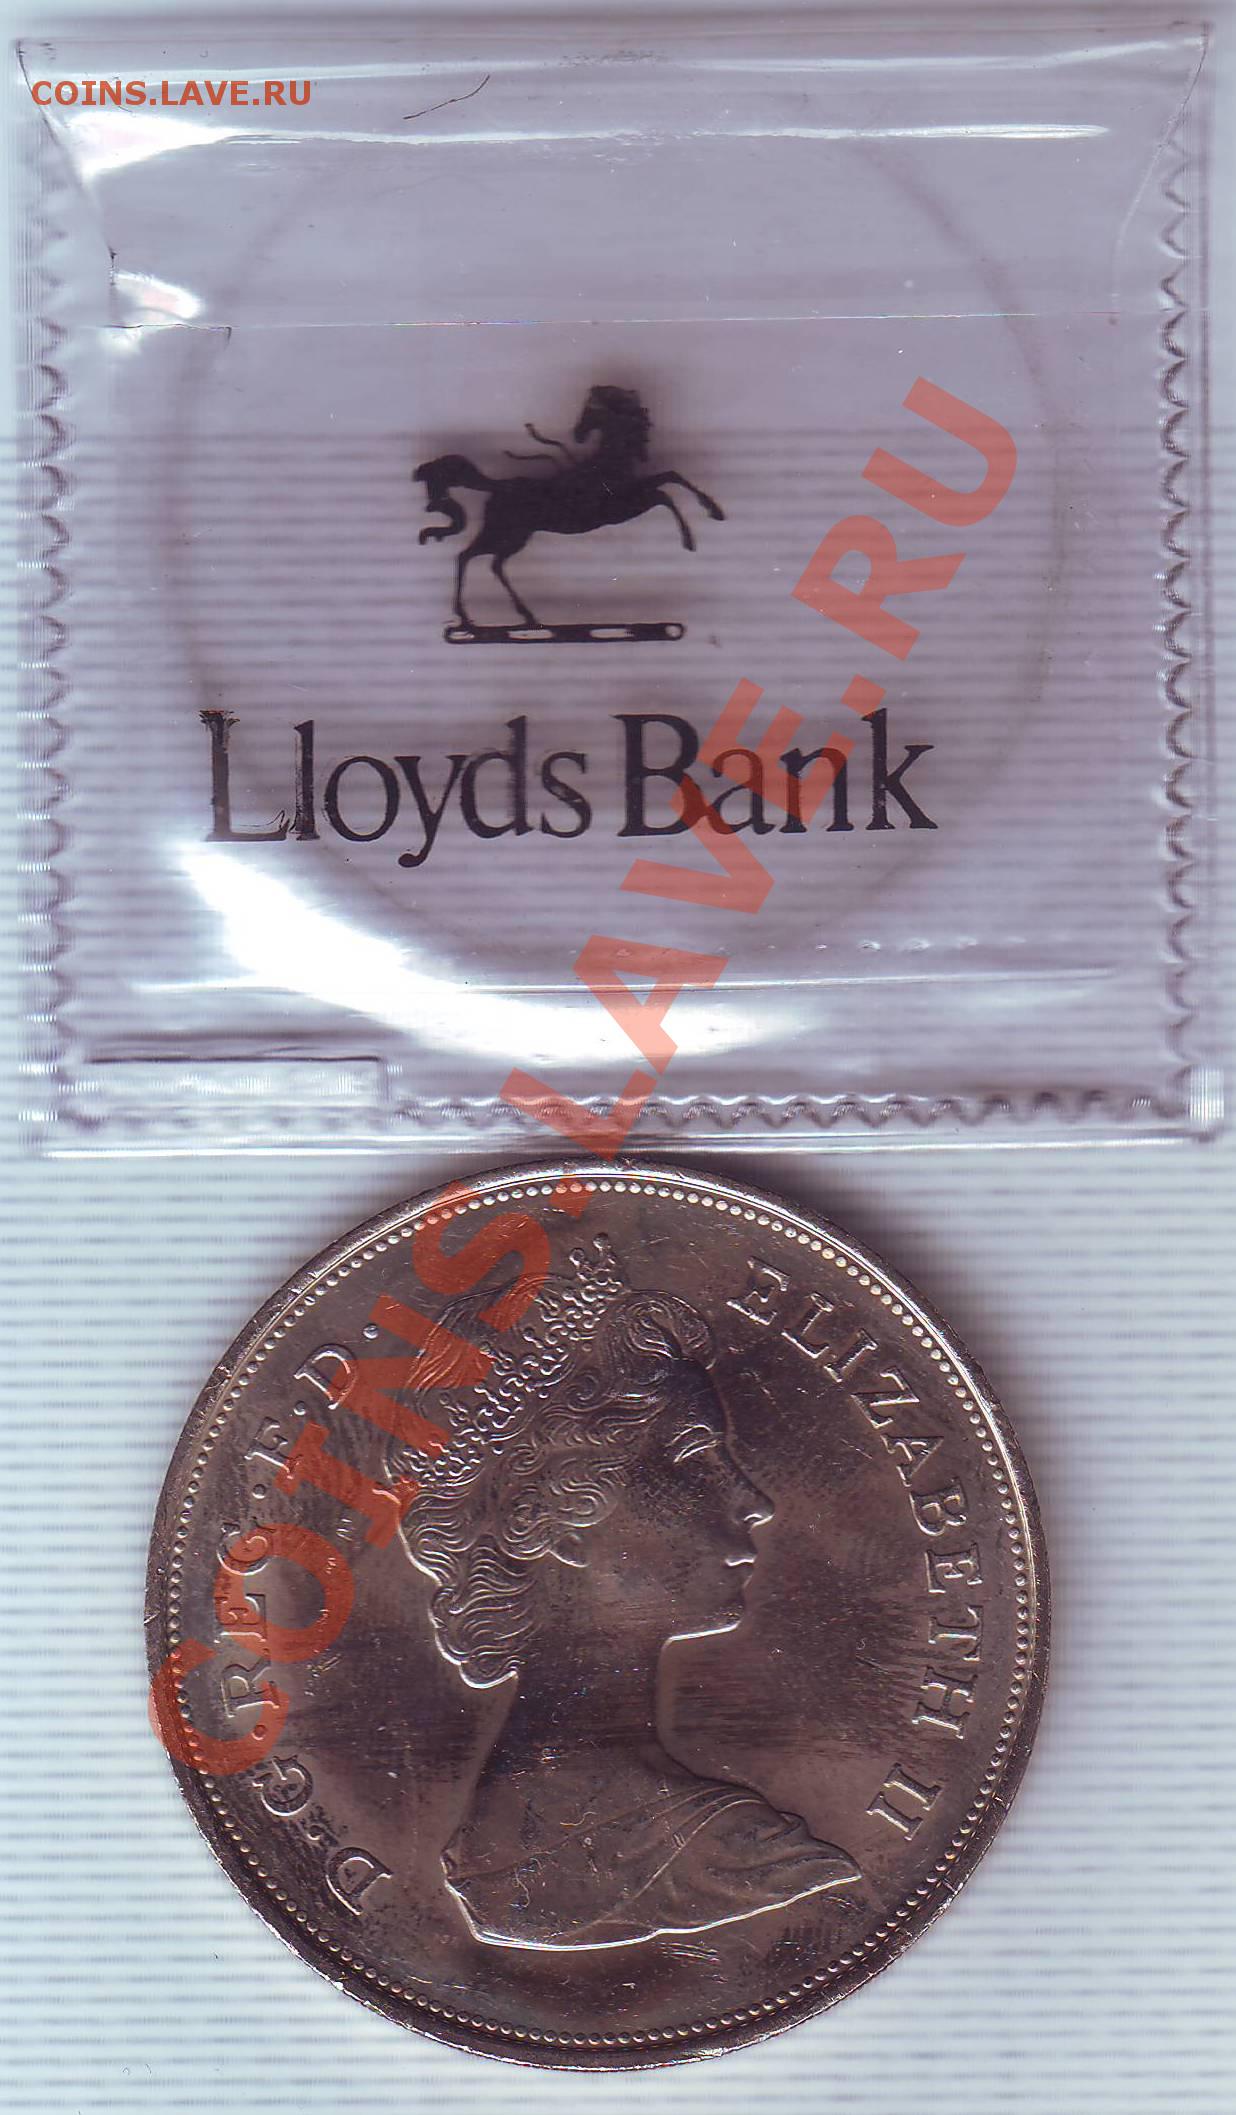 COINS.LAVE.RU
Lloyds Bank
COINS.LAVE.RU
D·G·REG·F·D· ELIZABETH II